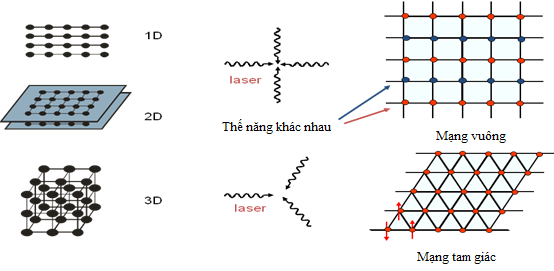 1D
2D
3D
laser
Thế năng khác nhau
laser
Mạng vuông
Mạng tam giác